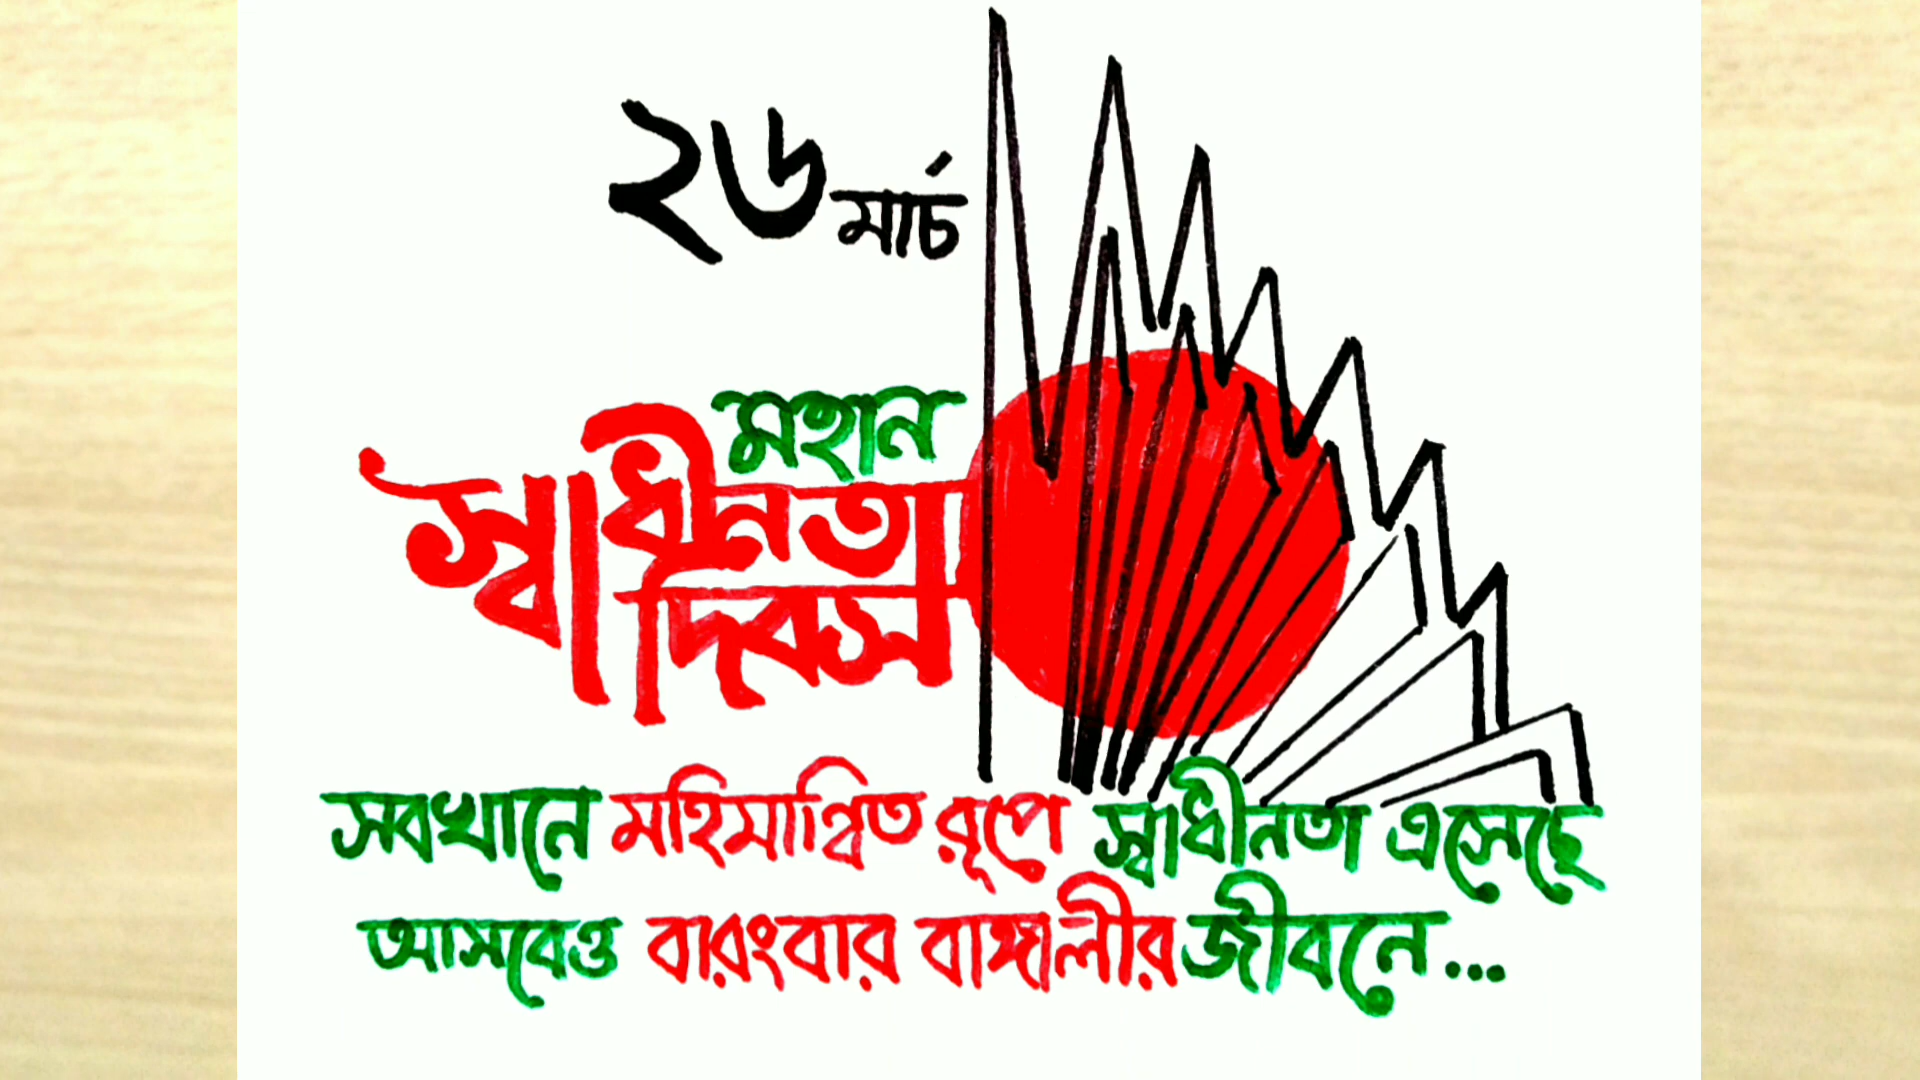 ২৬ মার্চ
মহান
স্বাধীনতা
দিবস
সবখানে মহিমান্বিত রূপে স্বাধীনতা এসেছে
আসবেও বারংবার বাঙ্গালীর জীবনে...